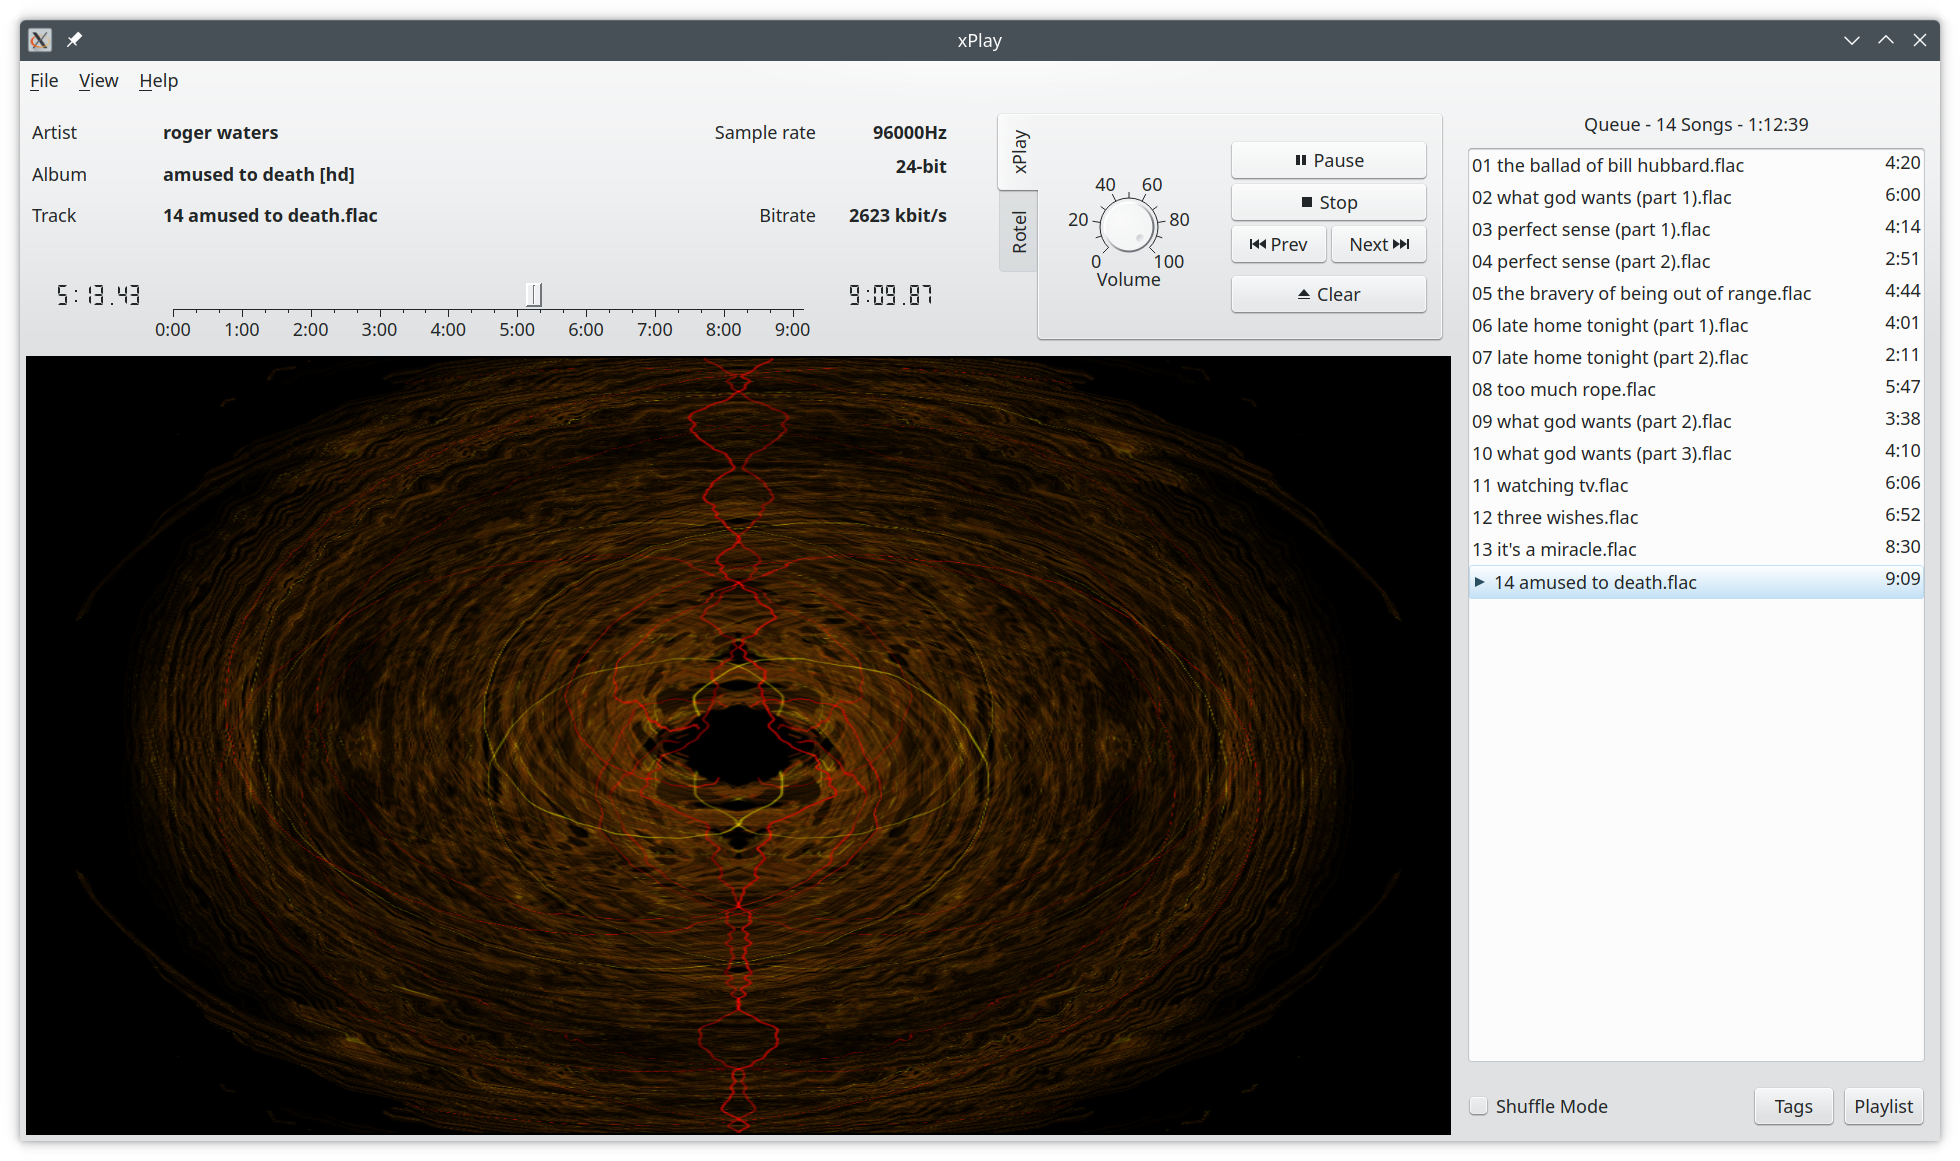 xPlay
File View Help
Artist roger waters Sample rate 96000Hz
24-bit
Album amused to death [hd]
Track 14 amused to death.flac Bitrate 2623 kbit/s
5:13.43 9:09.87
0:00 1:00 2:00 3:00 4:00 5:00 6:00 7:00 8:00 9:00
xPlay
Rotel
40 60
20 80
0 100
Volume
Pause
Stop
Prev Next
Clear
Queue - 14 Songs - 1:12:39
01 the ballad of bill hubbard.flac 4:20
02 what god wants (part 1).flac 6:00
03 perfect sense (part 1).flac 4:14
04 perfect sense (part 2).flac 2:51
05 the bravery of being out of range.flac 4:44
06 late home tonight (part 1).flac 4:01
07 late home tonight (part 2).flac 2:11
08 too much rope.flac 5:47
09 what god wants (part 2).flac 3:38
10 what god wants (part 3).flac 4:10
11 watching tv.flac 6:06
12 three wishes.flac 6:52
13 it's a miracle.flac 8:30
14 amused to death.flac 9:09
Shuffle Mode Tags Playlist